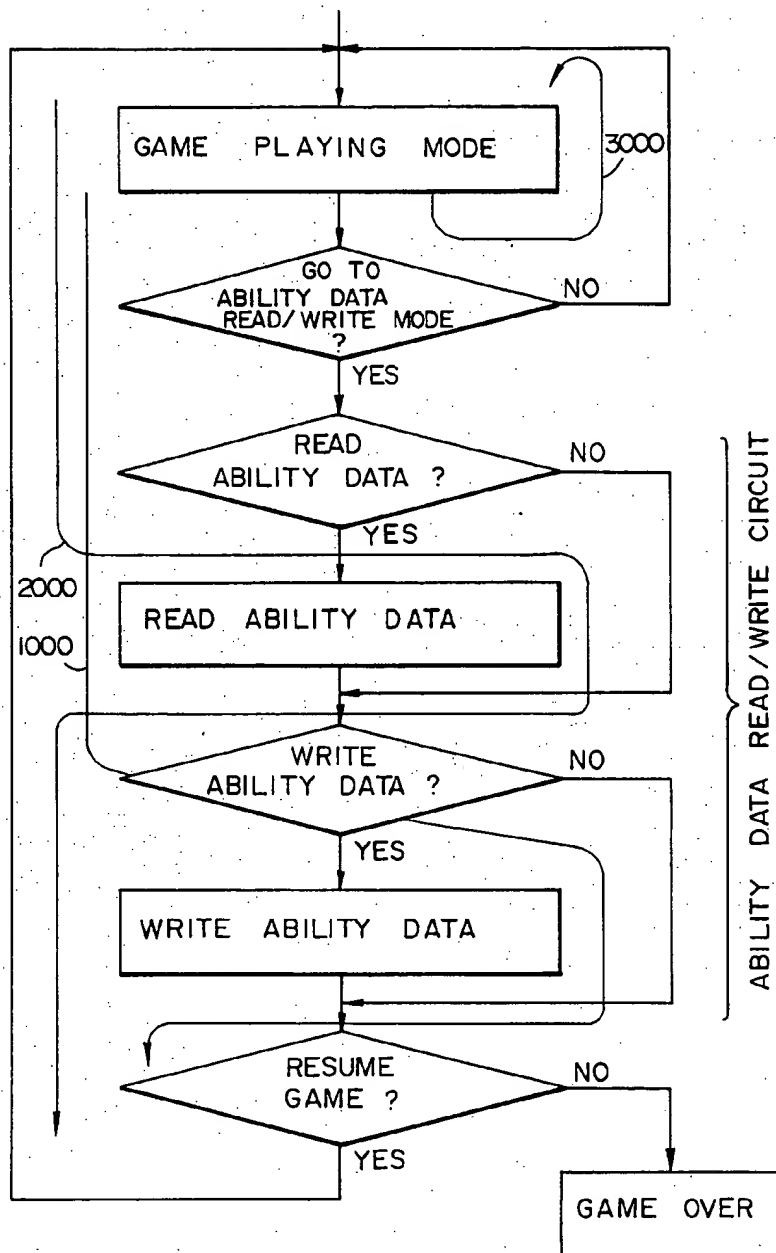 GAME PLAYING MODE
3000
GO TO
ABILITY DATA
READ/WRITE MODE
?
NO
YES
READ
ABILITY DATA ?
NO
YES
2000
READ ABILITY DATA
1000
WRITE
ABILITY DATA ?
NO
YES
WRITE ABILITY DATA
ABILITY DATA READ/WRITE CIRCUIT
RESUME
GAME ?
NO
YES
GAME OVER